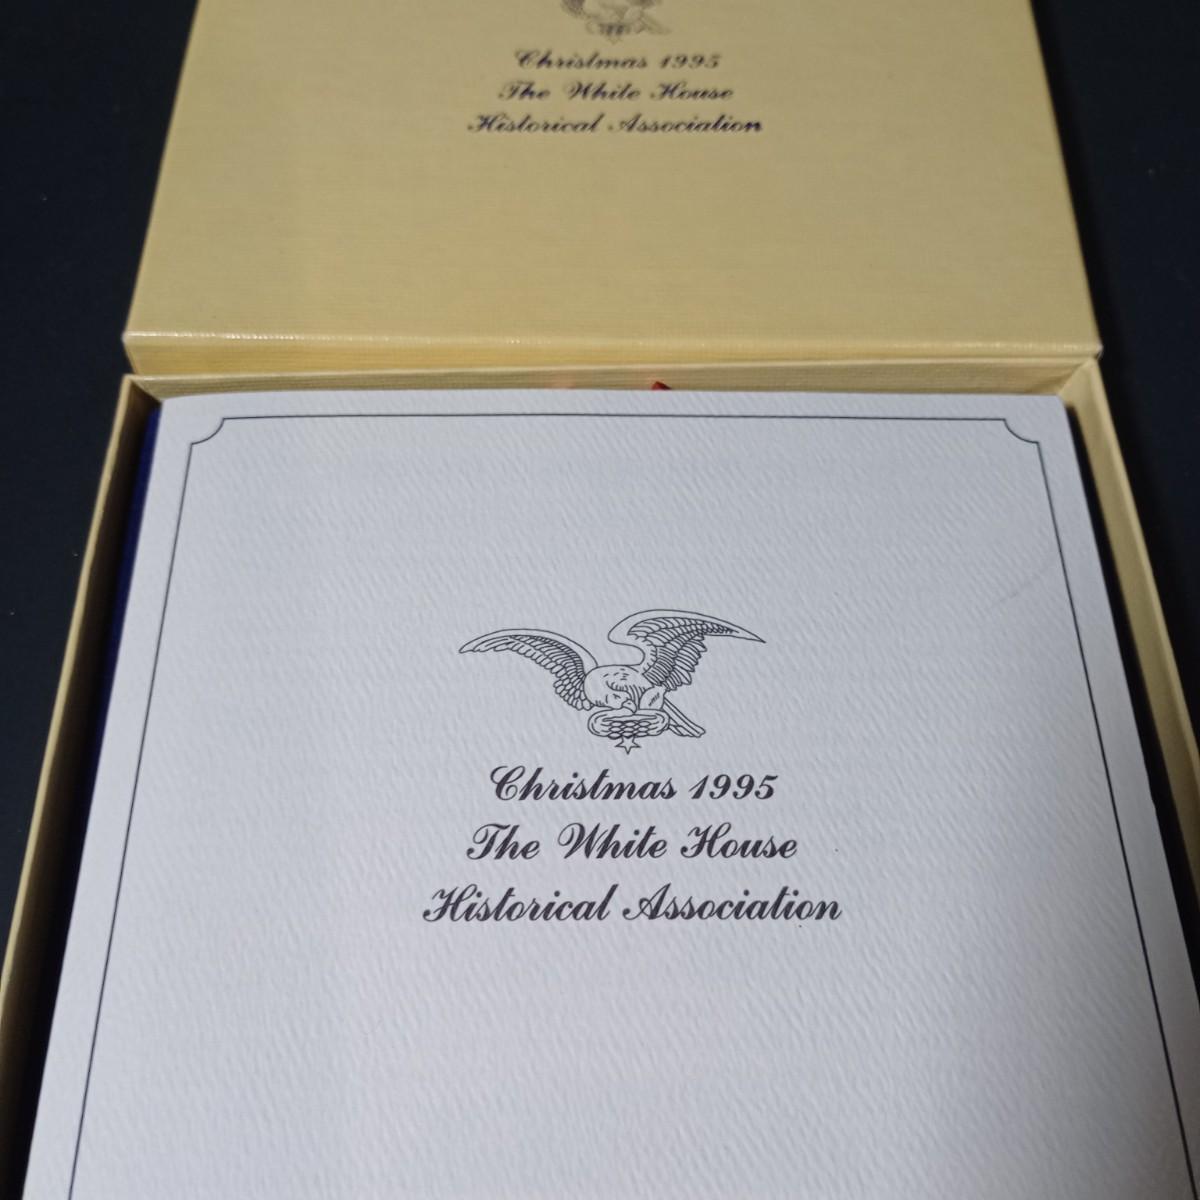 Christmas 1995
The White House
Historical Association
Christmas 1995
The White House
Historical Association